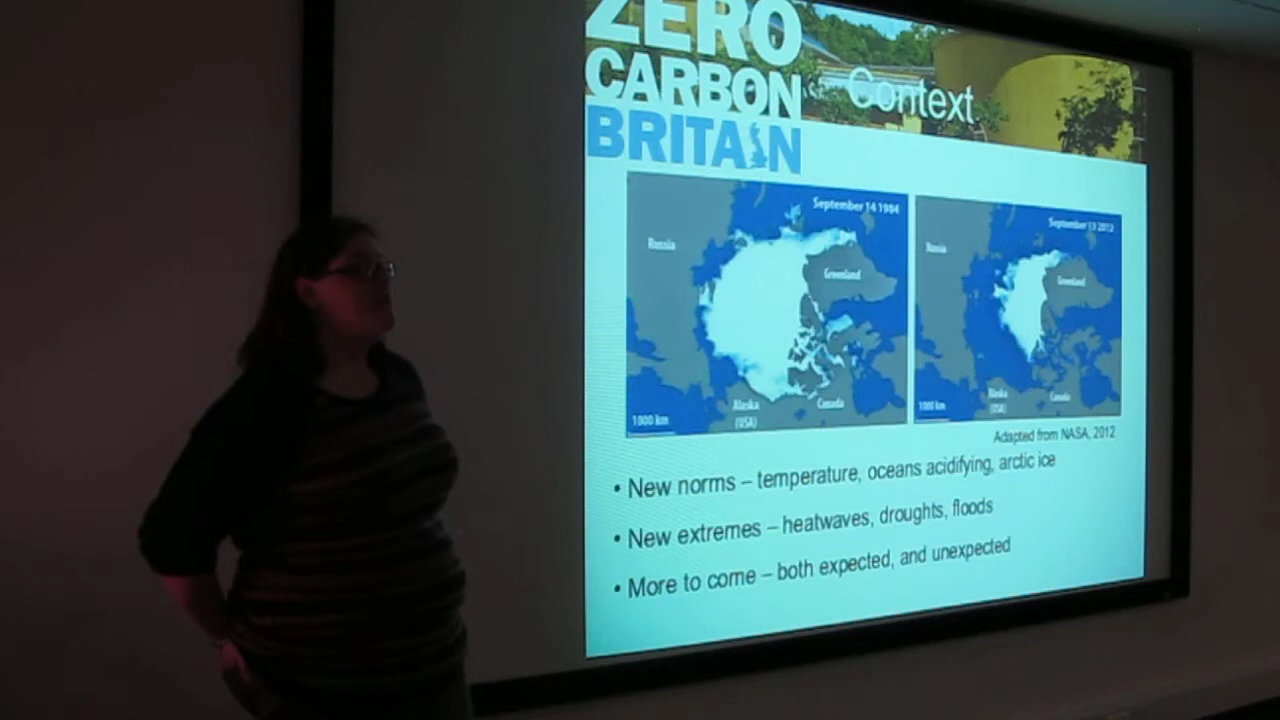 ZERO
CARBON
BRITAIN
Context
September 14 1984
Russia
Greenland
Alaska
(USA)
Canada
1000 km
September 13 2012
Russia
Greenland
Alaska
(USA)
Canada
1000 km
Adapted from NASA, 2012
• New norms – temperature, oceans acidifying, arctic ice
• New extremes – heatwaves, droughts, floods
• More to come – both expected, and unexpected